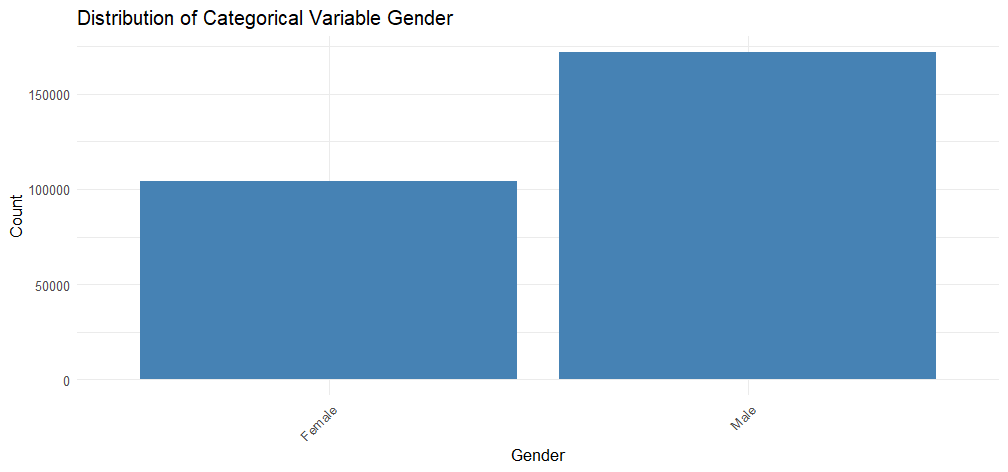 Distribution of Categorical Variable Gender
150000
100000
50000
0
Count
Female
Male
Gender